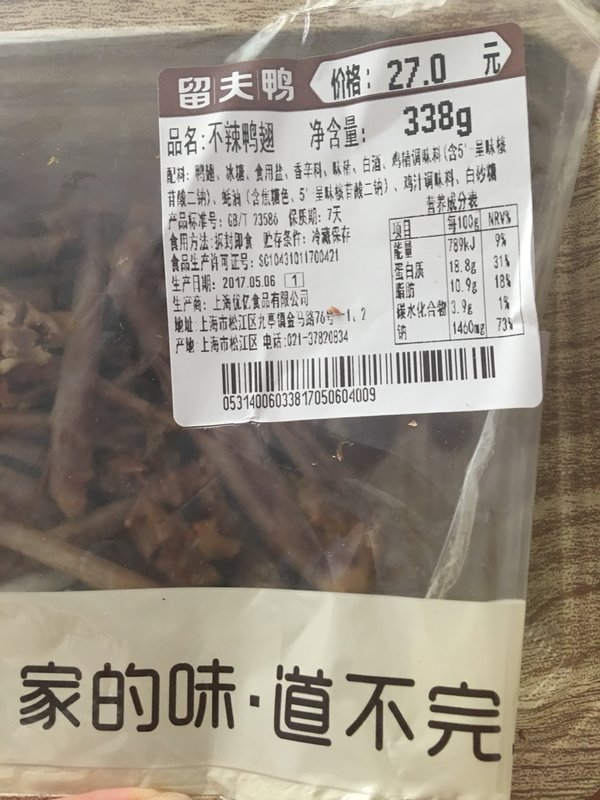 留夫鸭 价格: 27.0 元
品名:不辣鸭翅 净含量: 338g
配料: 鸭翅、冰糖、食用盐、香辛料、味精、白酒、鸡精调味料(含5'-呈味核
苷酸二钠)、蚝油(含焦糖色、5'呈味核苷酸二钠)、鸡汁调味料、白砂糖
产品标准号: GB/T 23586 保质期: 7天
食用方法:拆封即食 贮存条件: 冷藏保存
食品生产许可证号: SC10431011700421
生产日期: 2017.05.06 1
生产商: 上海优亿食品有限公司
地址:上海市松江区九亭镇金马路76号-1、2
产地:上海市松江区 电话:021-37820834
营养成分表
项目 每100g NRV%
能量 789kJ 9%
蛋白质 18.8g 31%
脂肪 10.9g 18%
碳水化合物 3.9g 1%
钠 1460mg 73%
05314006033817050604009
家的味·道不完